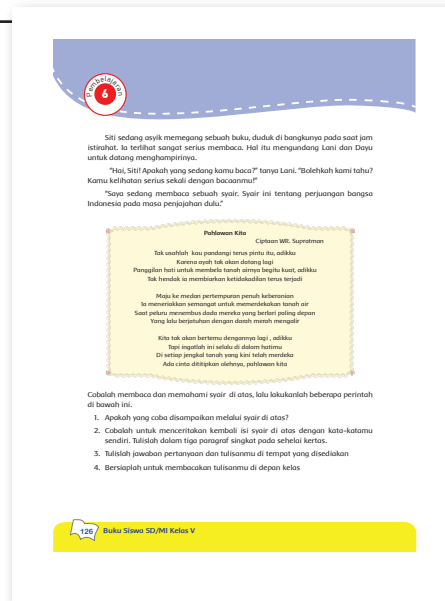 Pembelajaran
6
Siti sedang asyik memegang sebuah buku, duduk di bangkunya pada saat jam
istirahat. Ia terlihat sangat serius membaca. Hal itu mengundang Lani dan Dayu
untuk datang menghampirinya.
"Hai, Siti! Apakah yang sedang kamu baca?" tanya Lani. "Bolehkah kami tahu?
Kamu kelihatan serius sekali dengan bacaanmu!"
"Saya sedang membaca sebuah syair. Syair ini tentang perjuangan bangsa
Indonesia pada masa penjajahan dulu."
Pahlawan Kita
Ciptaan WR. Supratman
Tak usahlah kau pandangi terus pintu itu, adikku
Karena ayah tak akan datang lagi
Panggilan hati untuk membela tanah airnya begitu kuat, adikku
Tak hendak ia membiarkan ketidakadilan terus terjadi
Maju ke medan pertempuran penuh keberanian
Ia meneriakkan semangat untuk memerdekakan tanah air
Saat peluru menembus dada mereka yang berlari paling depan
Yang lalu berjatuhan dengan darah merah mengalir
Kita tak akan bertemu dengannya lagi , adikku
Tapi ingatlah ini selalu di dalam hatimu
Di setiap jengkal tanah yang kini telah merdeka
Ada cinta dititipkan olehnya, pahlawan kita
Cobalah membaca dan memahami syair di atas, lalu lakukanlah beberapa perintah
di bawah ini.
1. Apakah yang coba disampaikan melalui syair di atas?
2. Cobalah untuk menceritakan kembali isi syair di atas dengan kata-katamu
sendiri. Tulislah dalam tiga paragraf singkat pada sehelai kertas.
3. Tulislah jawaban pertanyaan dan tulisanmu di tempat yang disediakan
4. Bersiaplah untuk membacakan tulisanmu di depan kelas
126
Buku Siswa SD/MI Kelas V